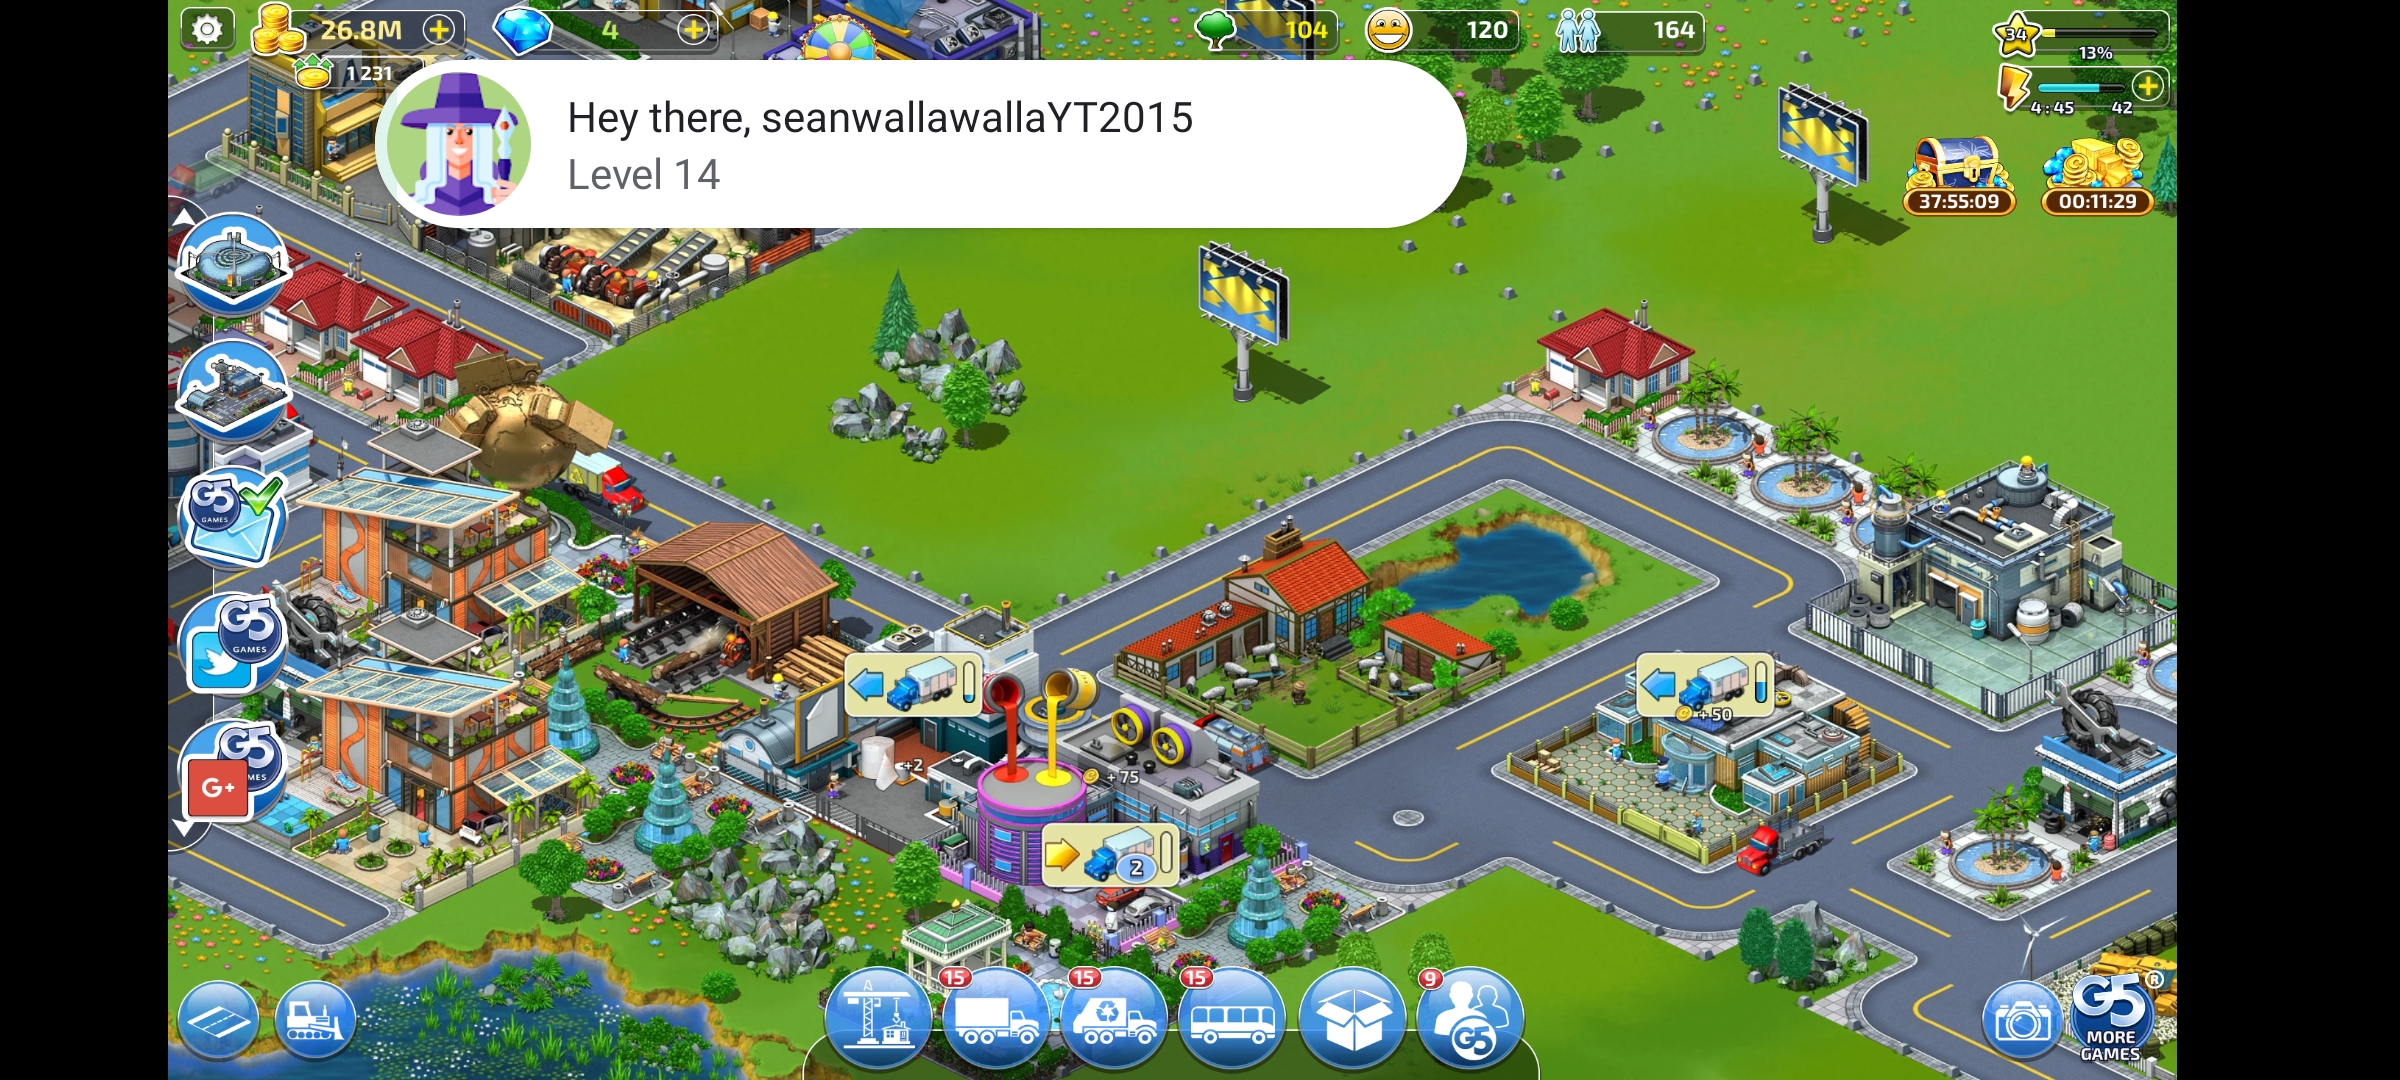 26.8M
4
104
120
164
34
13%
1 231
4:45
42
Hey there, seanwallawallaYT2015
Level 14
37:55:09
00:11:29
G5
GAMES
G5
GAMES
G5
MES
G+
+50
+2
+75
2
15
15
15
9
G5
G5
®
MORE
GAMES